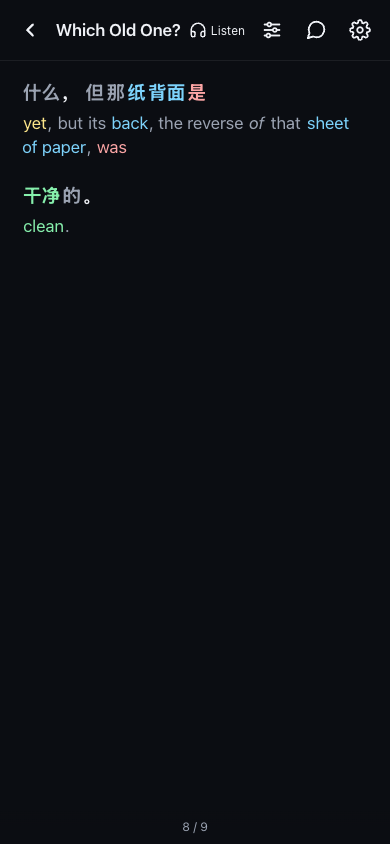 Which Old One? Listen
什么， 但那纸背面是
yet, but its back, the reverse of that sheet
of paper, was
干净的。
clean.
8 / 9